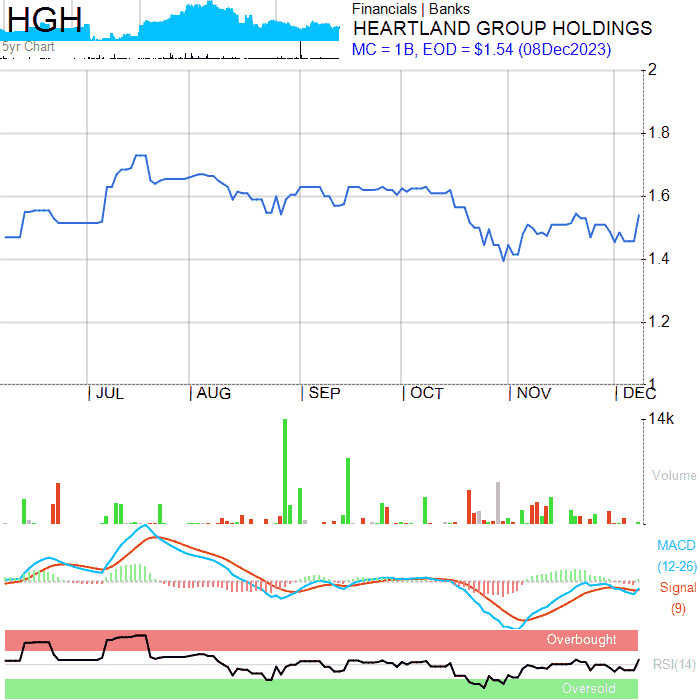 HGH
5yr Chart
Financials | Banks
HEARTLAND GROUP HOLDINGS
MC = 1B, EOD = $1.54 (08Dec2023)
2
1.8
1.6
1.4
1.2
1
JUL AUG SEP OCT NOV DEC
14k
Volume
MACD
(12-26)
Signal
(9)
Overbought
RSI(14)
Oversold